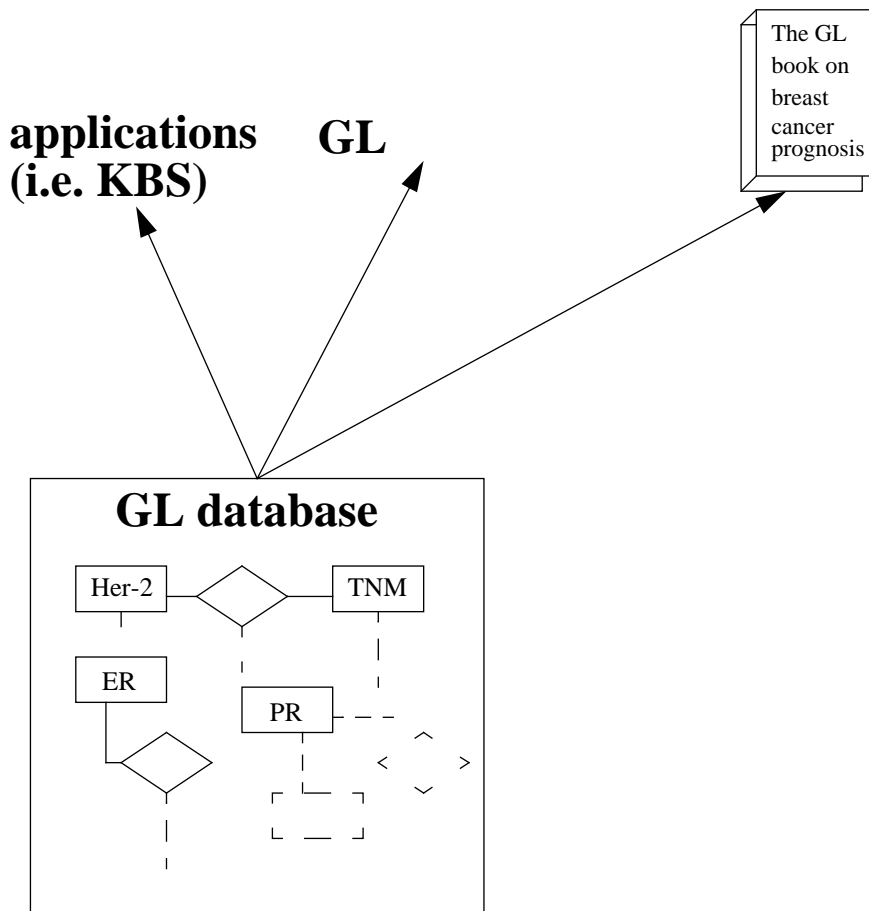 applications
(i.e. KBS)
GL
The GL
book on
breast
cancer
prognosis
GL database
Her-2
TNM
ER
PR